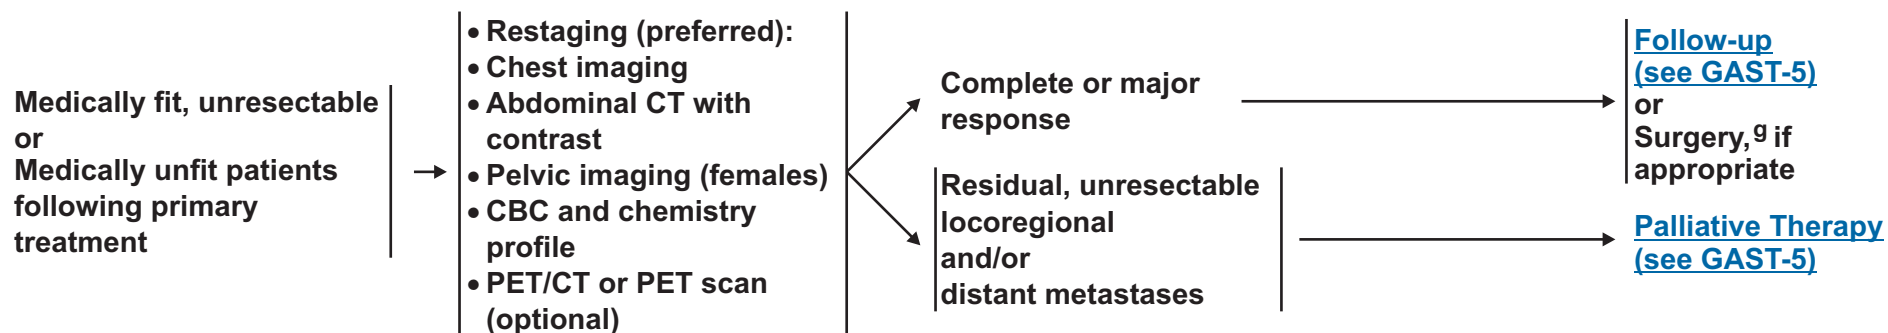 Medically fit, unresectable
or
Medically unfit patients
following primary
treatment
• Restaging (preferred):
• Chest imaging
• Abdominal CT with
contrast
• Pelvic imaging (females)
• CBC and chemistry
profile
• PET/CT or PET scan
(optional)
Complete or major
response
Residual, unresectable
locoregional
and/or
distant metastases
Follow-up
(see GAST-5)
or
Surgery,g if
appropriate
Palliative Therapy
(see GAST-5)